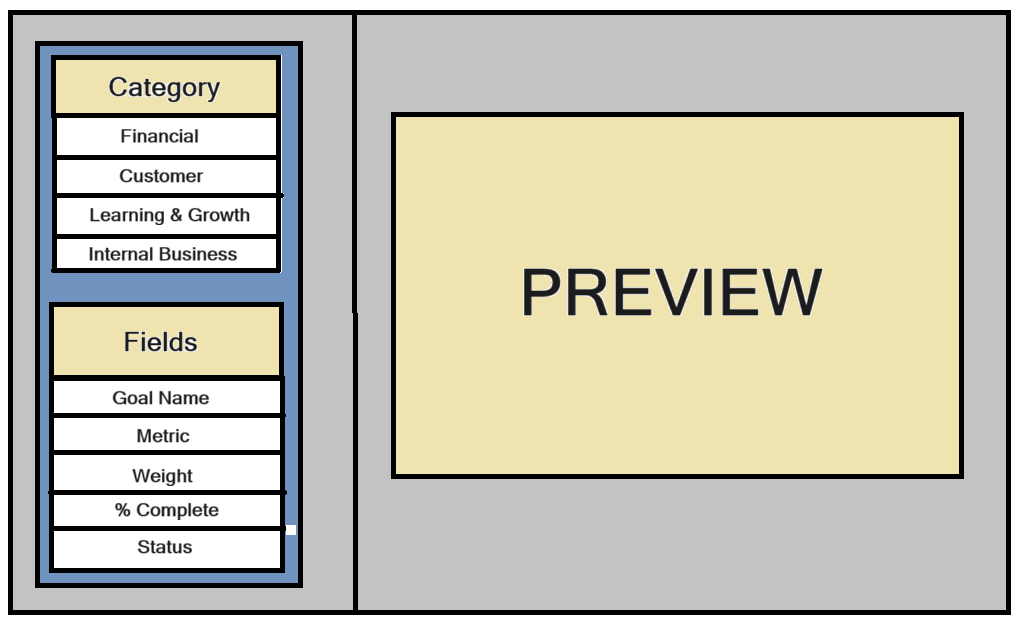 Category
Financial
Customer
Learning & Growth
Internal Business
Fields
Goal Name
Metric
Weight
% Complete
Status
PREVIEW